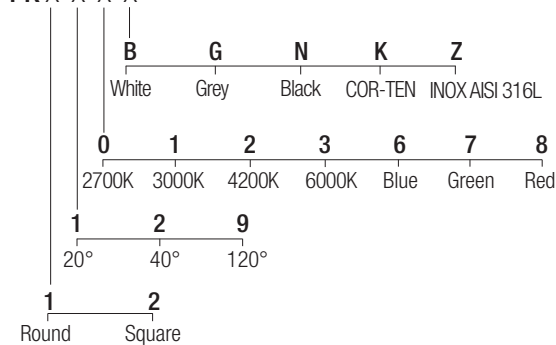 B G N K Z
White Grey Black COR-TEN INOX AISI 316L
0 1 2 3 6 7 8
2700K 3000K 4200K 6000K Blue Green Red
1 2 9
20° 40° 120°
1 2
Round Square